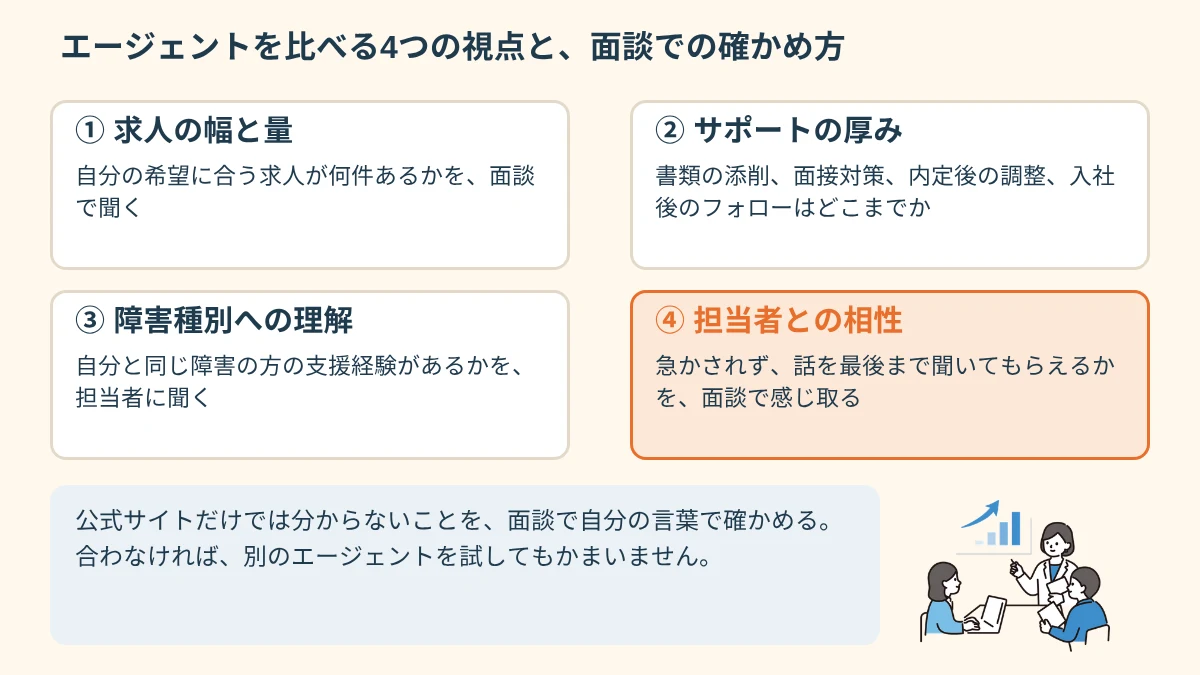 エージェントを比べる4つの視点と、面談での確かめ方
① 求人の幅と量
自分の希望に合う求人が何件あるかを、面談
で聞く
② サポートの厚み
書類の添削、面接対策、内定後の調整、入社
後のフォローはどこまでか
③ 障害種別への理解
自分と同じ障害の方の支援経験があるかを、
担当者に聞く
④ 担当者との相性
急かされず、話を最後まで聞いてもらえるか
を、面談で感じ取る
公式サイトだけでは分からないことを、面談で自分の言葉で確かめる。
合わなければ、別のエージェントを試してもかまいません。